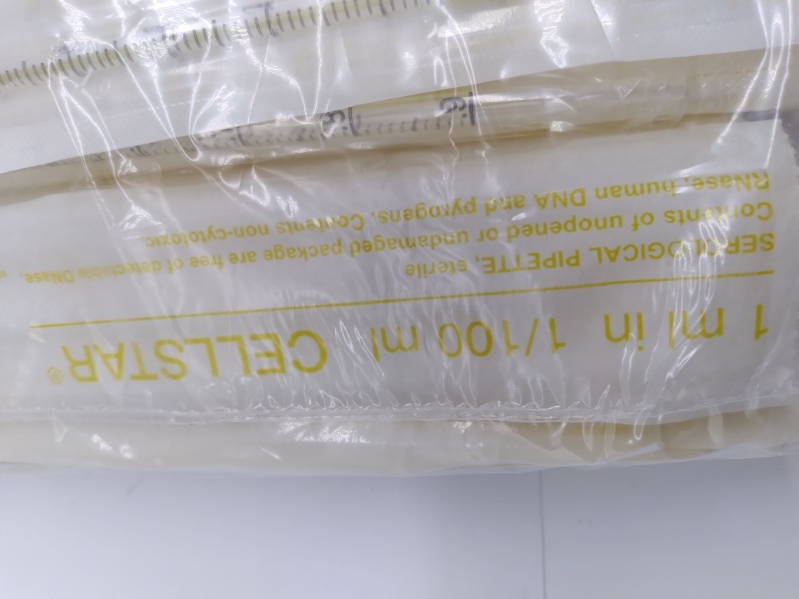 1 ml in 1/100 ml CELLSTAR®
SEROLOGICAL PIPETTE, sterile
Contents of unopened or undamaged package are free of detectable DNase,
RNase, human DNA and pyrogens. Contents non-cytotoxic